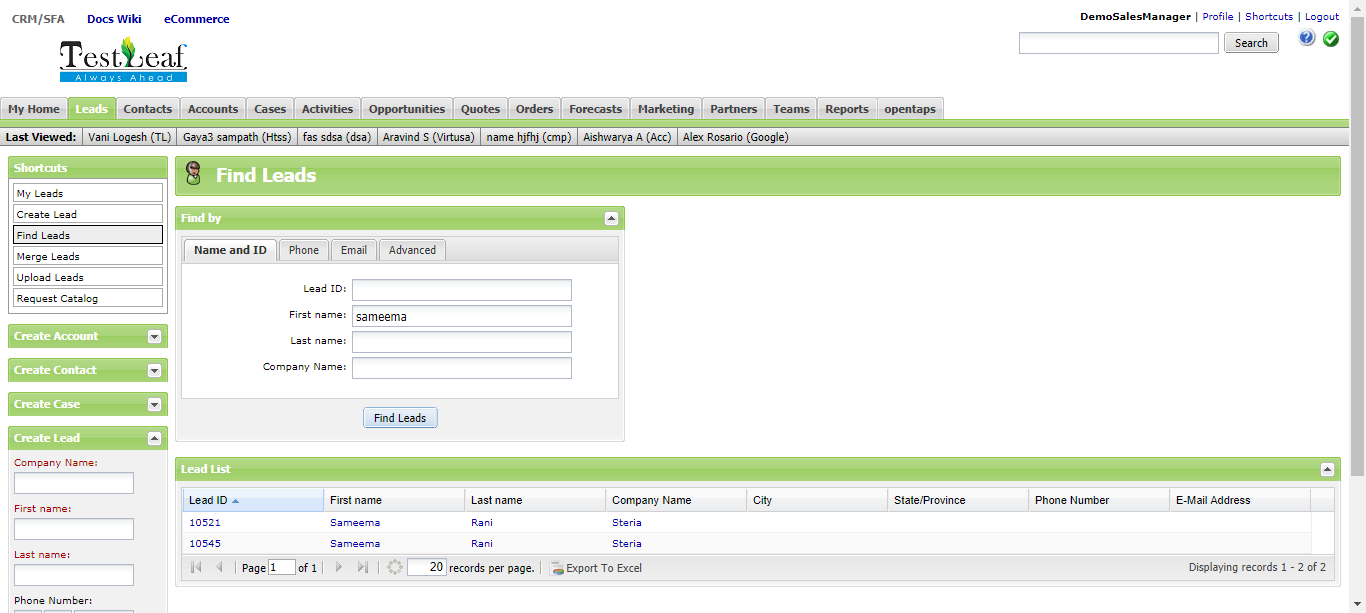 CRM/SFA Docs Wiki eCommerce
DemoSalesManager | Profile | Shortcuts | Logout
TestLeaf
Always Ahead
Search
My Home Leads Contacts Accounts Cases Activities Opportunities Quotes Orders Forecasts Marketing Partners Teams Reports opentaps
Last Viewed: Vani Logesh (TL) Gaya3 sampath (Htss) fas sdsa (dsa) Aravind S (Virtusa) name hjfhj (cmp) Aishwarya A (Acc) Alex Rosario (Google)
Shortcuts
My Leads
Create Lead
Find Leads
Merge Leads
Upload Leads
Request Catalog
Create Account
Create Contact
Create Case
Create Lead
Company Name:
First name:
Last name:
Phone Number:
Find Leads
Find by
Name and ID Phone Email Advanced
Lead ID:
First name: sameema
Last name:
Company Name:
Find Leads
Lead List
Lead ID First name Last name Company Name City State/Province Phone Number E-Mail Address
10521 Sameema Rani Steria
10545 Sameema Rani Steria
Page 1 of 1 20 records per page. Export To Excel Displaying records 1 - 2 of 2